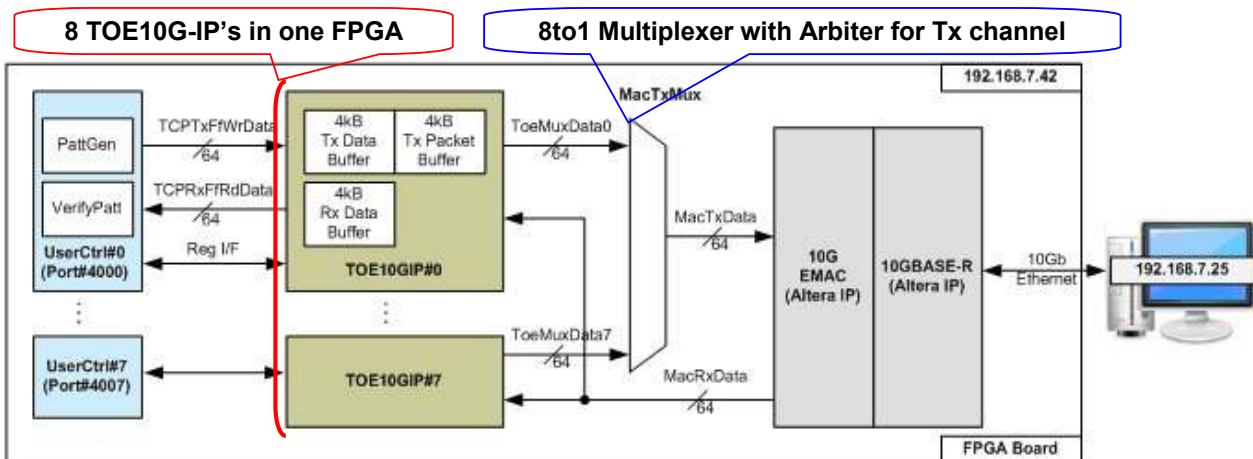 8 TOE10G-IP's in one FPGA
8to1 Multiplexer with Arbiter for Tx channel
192.168.7.42
MacTxMux
PattGen
VerifyPatt
UserCtrl#0
(Port#4000)
TCPTxFfWrData
64
TCPRxFfRdData
64
Reg I/F
4kB
Tx Data
Buffer
4kB
Tx Packet
Buffer
4kB
Rx Data
Buffer
TOE10GIP#0
ToeMuxData0
64
MacTxData
64
10G
EMAC
(Altera IP)
10GBASE-R
(Altera IP)
10Gb
Ethernet
192.168.7.25
UserCtrl#7
(Port#4007)
TOE10GIP#7
ToeMuxData7
64
MacRxData
64
FPGA Board